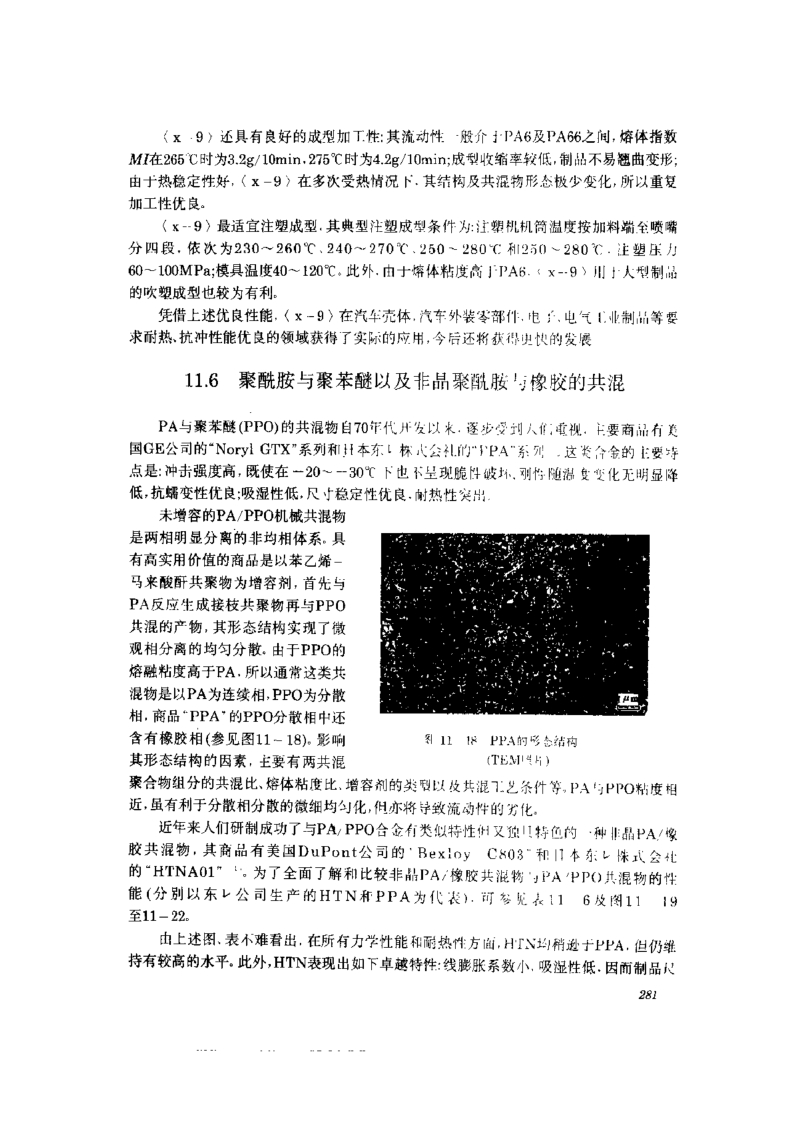 〈x-9〉还具有良好的成型加工性:其流动性一般介于PA6及PA66之间,熔体指数
MI在265℃时为3.2g/10min,275℃时为4.2g/10min;成型收缩率较低,制品不易翘曲变形;
由于热稳定性好,〈x-9〉在多次受热情况下,其结构及共混物形态极少变化,所以重复
加工性优良。
〈x--9〉最适宜注塑成型,其典型注塑成型条件为:注塑机机筒温度按加料端至喷嘴
分四段,依次为230～260℃、240～270℃、250～280℃和250～280℃,注塑压力
60～100MPa;模具温度40～120℃。此外,由于熔体粘度高于PA6,〈x--9〉用于大型制品
的吹塑成型也较为有利。
凭借上述优良性能,〈x-9〉在汽车壳体,汽车外装零部件,电子、电气工业制品等要
求耐热、抗冲性能优良的领域获得了实际的应用,今后还将获得更快的发展
11.6 聚酰胺与聚苯醚以及非晶聚酰胺与橡胶的共混
PA与聚苯醚(PPO)的共混物自70年代开发以来,逐步受到人们重视,主要商品有美
国GE公司的“Noryl GTX”系列和日本东レ株式会社的“PPA”系列,这类合金的主要特
点是:冲击强度高,既使在-20～--30℃下也不呈现脆性破坏、刚性随温度变化无明显降
低,抗蠕变性优良;吸湿性低,尺寸稳定性优良,耐热性突出.
未增容的PA/PPO机械共混物
是两相明显分离的非均相体系。具
有高实用价值的商品是以苯乙烯-
马来酸酐共聚物为增容剂,首先与
PA反应生成接枝共聚物再与PPO
共混的产物,其形态结构实现了微
观相分离的均匀分散。由于PPO的
熔融粘度高于PA,所以通常这类共
混物是以PA为连续相,PPO为分散
相,商品“PPA”的PPO分散相中还
含有橡胶相(参见图11-18)。影响
其形态结构的因素,主要有两共混
1μ
图11 18 PPA的形态结构
(TEM照片)
聚合物组分的共混比、熔体粘度比、增容剂的类型以及共混工艺条件等,PA与PPO粘度相
近,虽有利于分散相分散的微细均匀化,但亦将导致流动性的劣化。
近年来人们研制成功了与PA/PPO合金有类似特性但又独具特色的一种非晶PA/橡
胶共混物,其商品有美国DuPont公司的“Bexloy C803”和日本东レ株式会社
的“HTNA01”。为了全面了解和比较非晶PA/橡胶共混物与PA/PPO共混物的性
能(分别以东レ公司生产的HTN和PPA为代表),可参见表11 6及图11 19
至11-22。
由上述图、表不难看出,在所有力学性能和耐热性方面,HTN均稍逊于PPA,但仍维
持有较高的水平。此外,HTN表现出如下卓越特性:线膨胀系数小,吸湿性低,因而制品尺
281